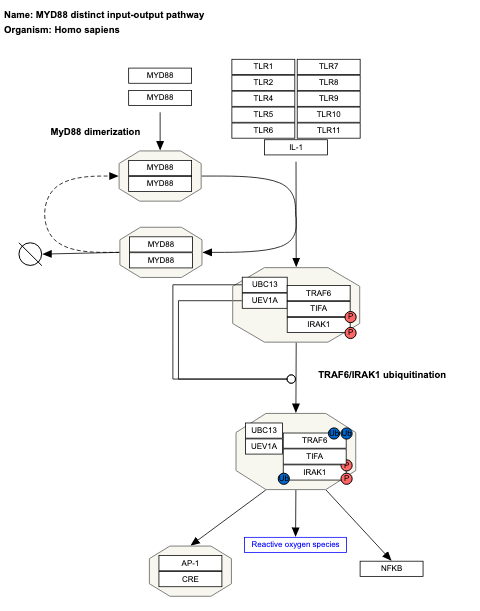 Name: MYD88 distinct input-output pathway
Organism: Homo sapiens
MYD88
MYD88
TLR1 TLR7
TLR2 TLR8
TLR4 TLR9
TLR5 TLR10
TLR6 TLR11
IL-1
MyD88 dimerization
MYD88
MYD88
MYD88
MYD88
UBC13
UEV1A
TRAF6
TIFA
IRAK1
P
P
TRAF6/IRAK1 ubiquitination
UBC13
UEV1A
TRAF6
Ub Ub
TIFA
IRAK1
P
P
Ub
Reactive oxygen species
AP-1
CRE
NFKB